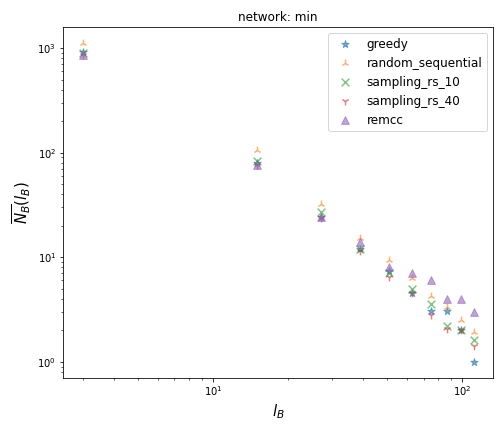 network: min
greedy
random_sequential
sampling_rs_10
sampling_rs_40
remcc
10³
10²
10¹
10⁰
N̅_B(l_B)
10¹
10²
l_B